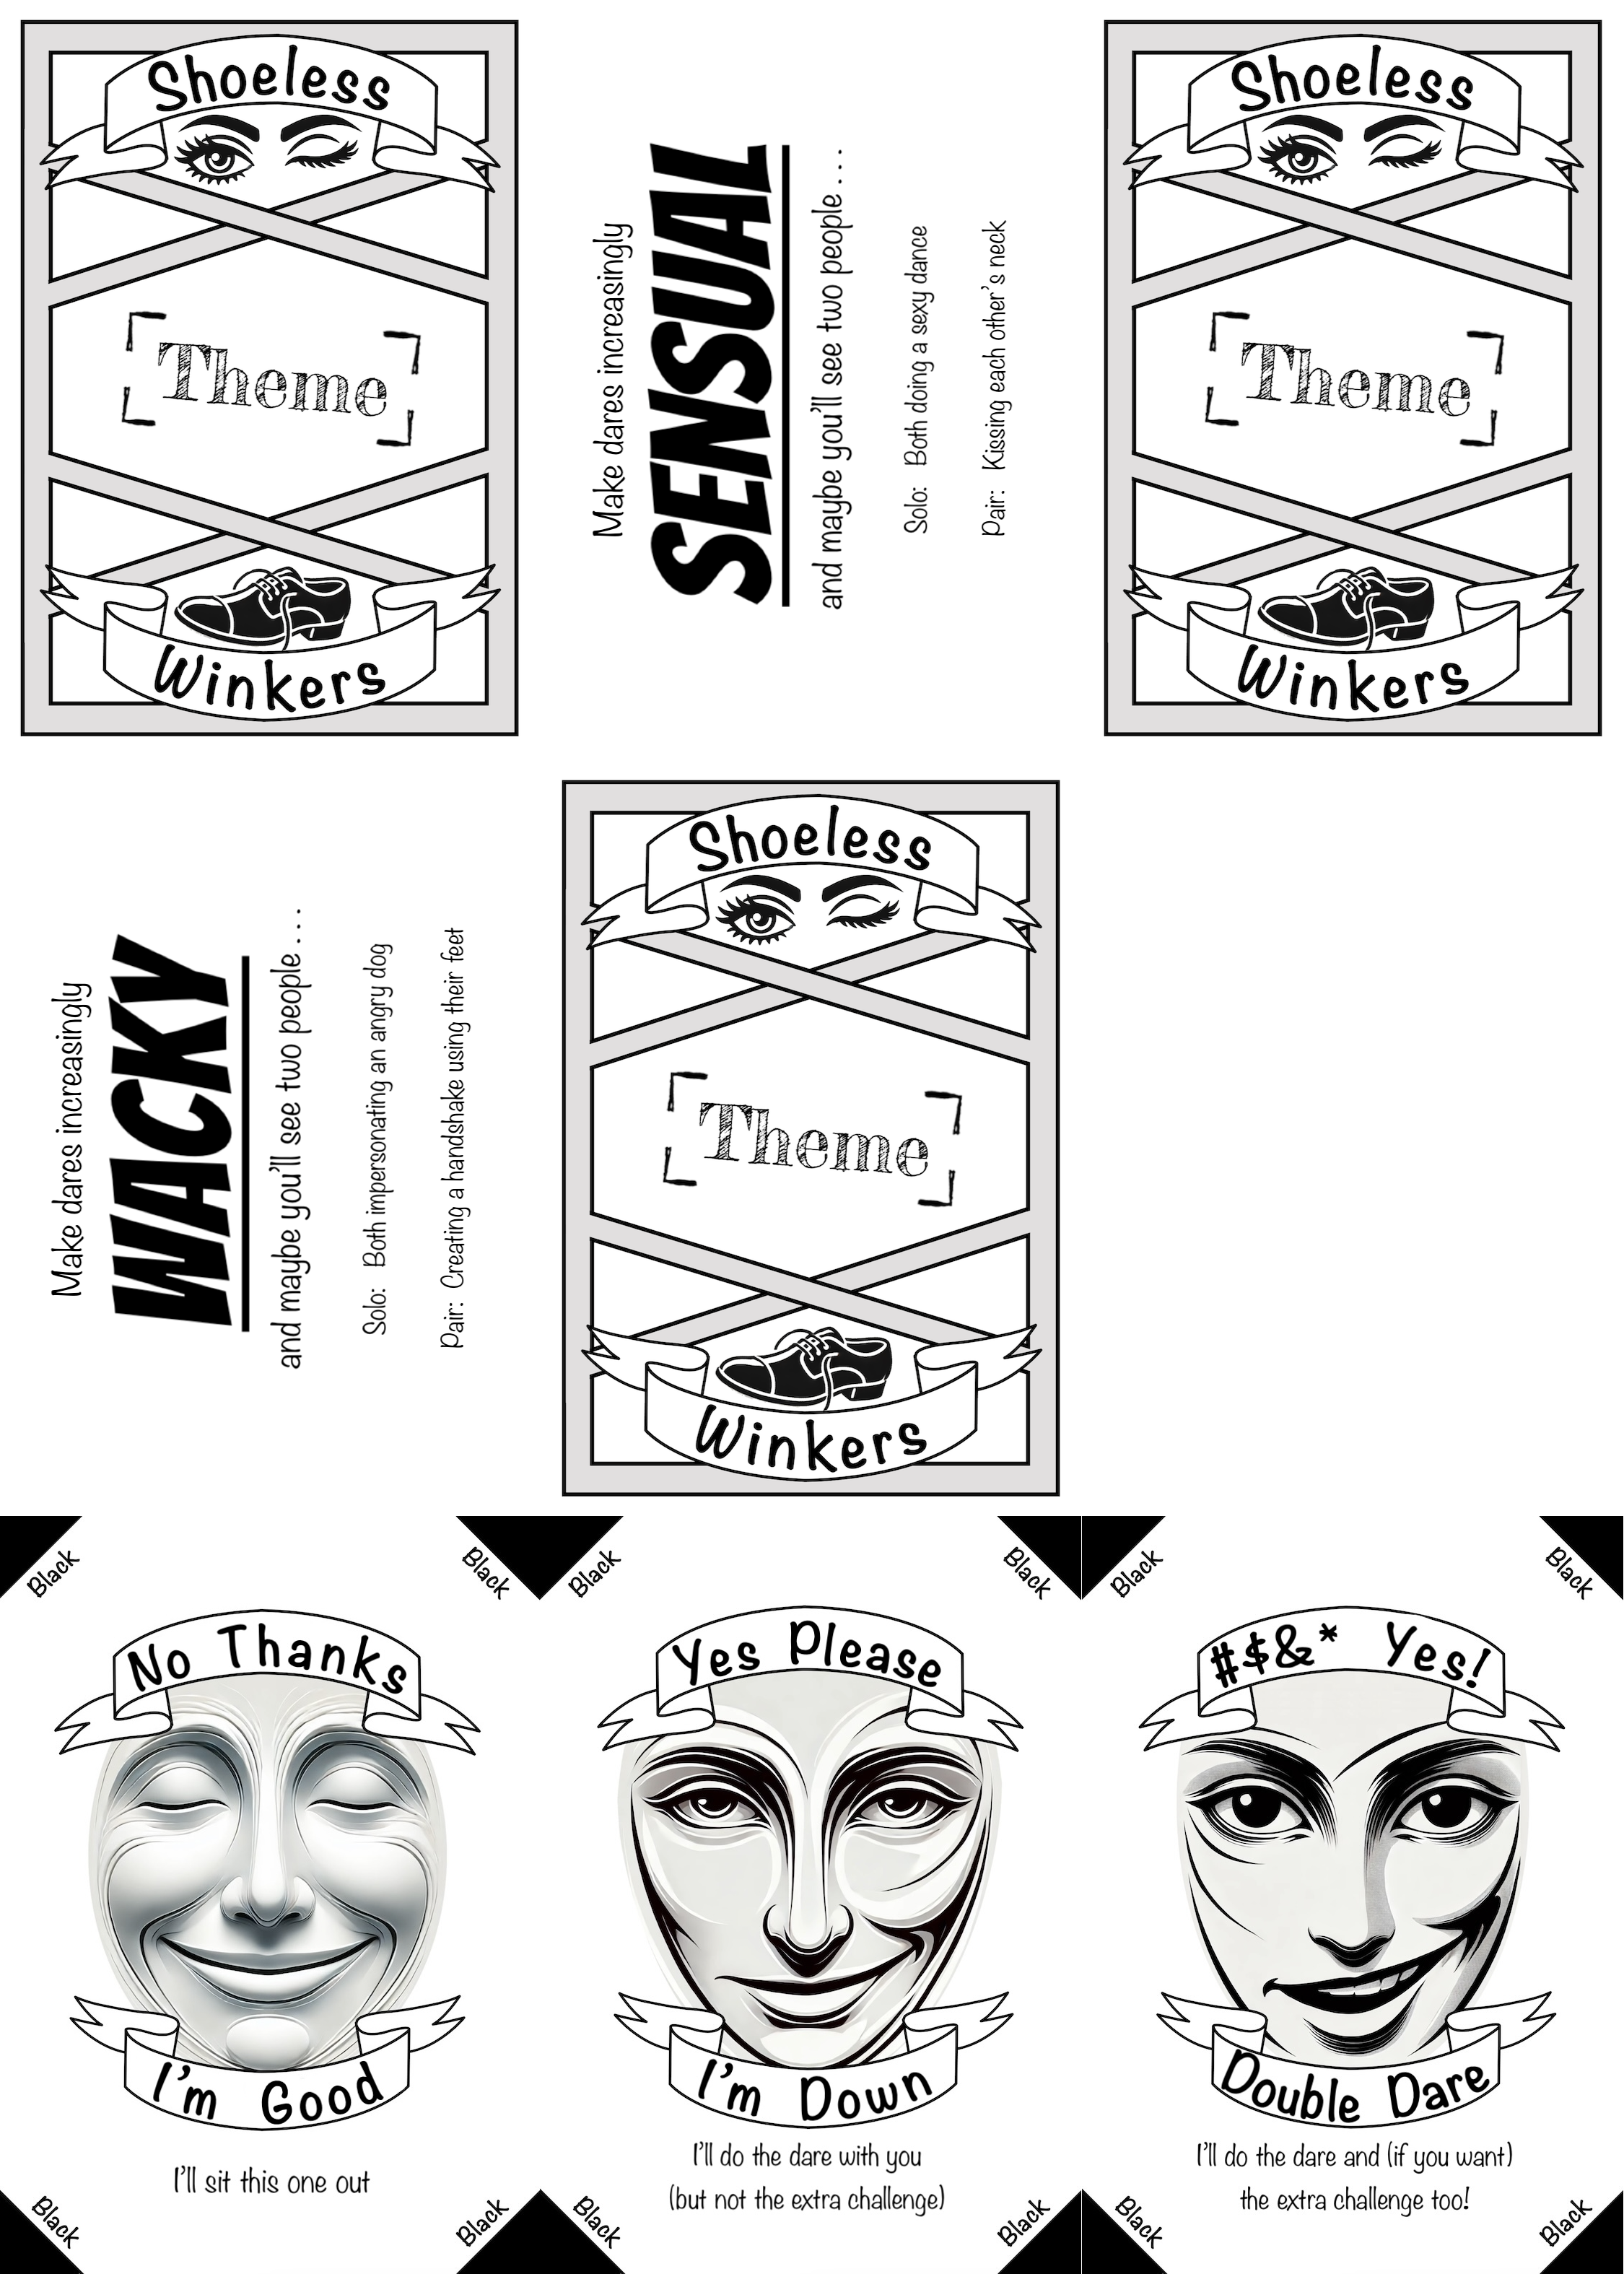 Shoeless
Theme
Winkers
Make dares increasingly
SENSUAL
and maybe you'll see two people . . .
Solo: Both doing a sexy dance
Pair: Kissing each other's neck
Shoeless
Theme
Winkers
Make dares increasingly
WACKY
and maybe you'll see two people . . .
Solo: Both impersonating an angry dog
Pair: Creating a handshake using their feet
Shoeless
Theme
Winkers
Black
Black
No Thanks
I'm Good
I'll sit this one out
Black
Black
Black
Black
Yes Please
I'm Down
I'll do the dare with you
(but not the extra challenge)
Black
Black
Black
Black
#$&* Yes!
Double Dare
I'll do the dare and (if you want)
the extra challenge too!
Black
Black